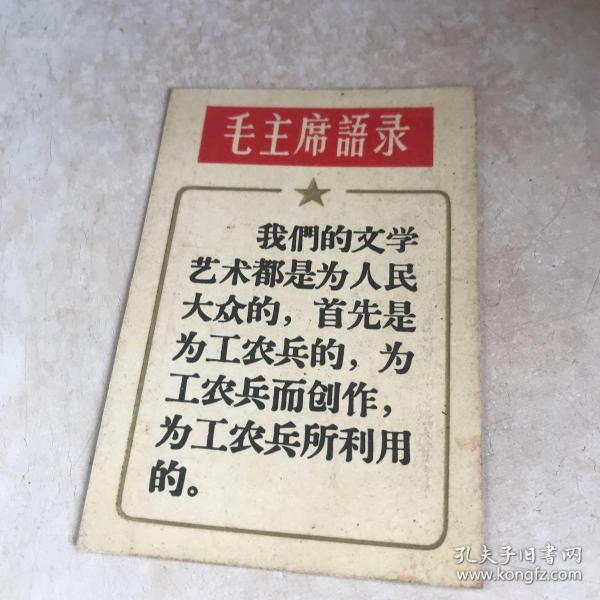 毛主席語录
我們的文学
艺术都是为人民
大众的，首先是
为工农兵的，为
工农兵而创作，
为工农兵所利用
的。
孔夫子旧书网
www.kongfz.com